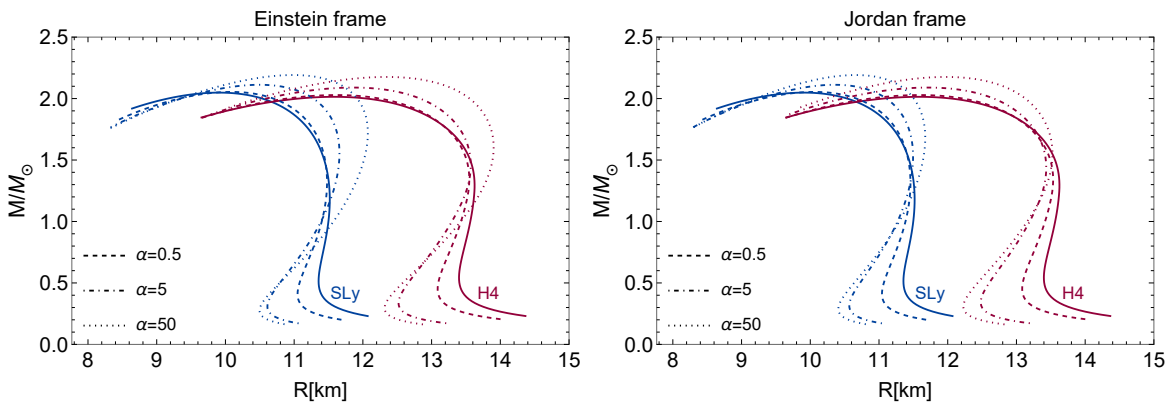 Einstein frame
2.5
2.0
1.5
1.0
0.5
0.0
M/M⊙
α=0.5
α=5
α=50
SLy
H4
8 9 10 11 12 13 14 15
R[km]
Jordan frame
2.5
2.0
1.5
1.0
0.5
0.0
M/M⊙
α=0.5
α=5
α=50
SLy
H4
8 9 10 11 12 13 14 15
R[km]